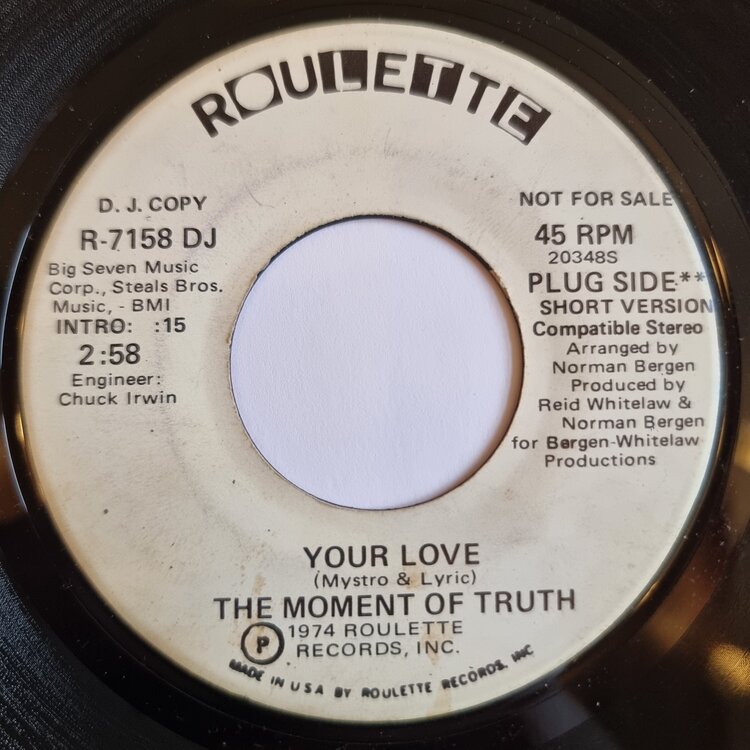 ROULETTE
D. J. COPY
R-7158 DJ
Big Seven Music
Corp., Steals Bros.
Music, - BMI
INTRO: :15
2:58
Engineer:
Chuck Irwin
NOT FOR SALE
45 RPM
20348S
PLUG SIDE**
SHORT VERSION
Compatible Stereo
Arranged by
Norman Bergen
Produced by
Reid Whitelaw &
Norman Bergen
for Bergen-Whitelaw
Productions
YOUR LOVE
(Mystro & Lyric)
THE MOMENT OF TRUTH
P 1974 ROULETTE
RECORDS, INC.
MADE IN U S A BY ROULETTE RECORDS, INC